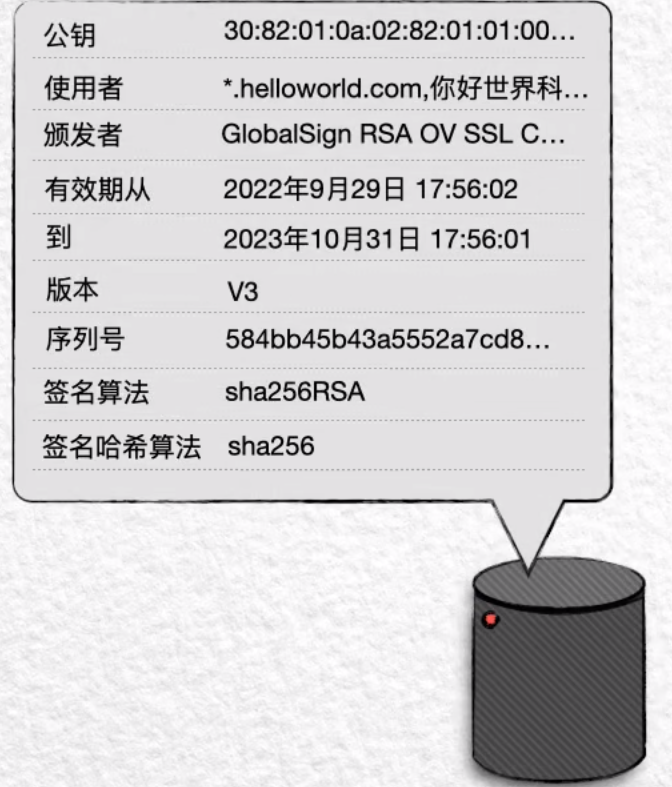 公钥 30:82:01:0a:02:82:01:01:00...
使用者 *.helloworld.com,你好世界科...
颁发者 GlobalSign RSA OV SSL C...
有效期从 2022年9月29日 17:56:02
到 2023年10月31日 17:56:01
版本 V3
序列号 584bb45b43a5552a7cd8...
签名算法 sha256RSA
签名哈希算法 sha256